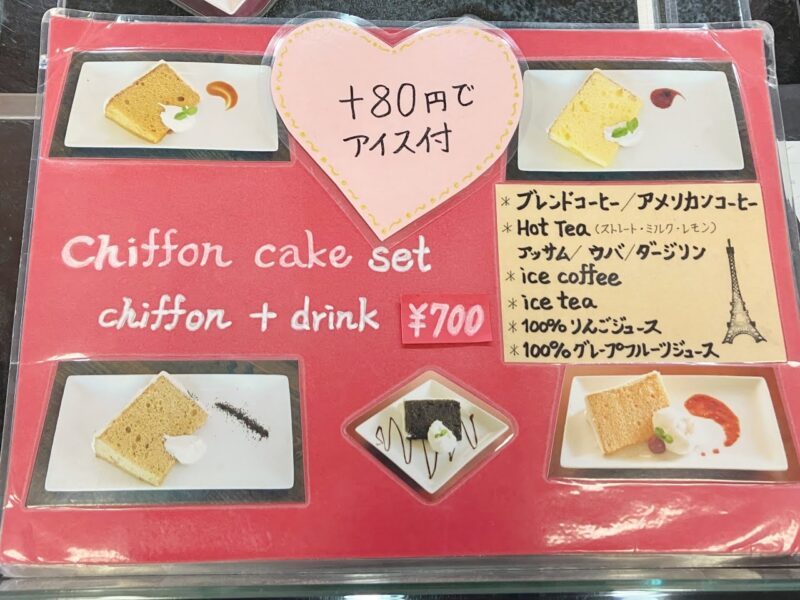 +80円で
アイス付
Chiffon cake set
chiffon + drink ¥700
* ブレンドコーヒー/アメリカンコーヒー
* Hot Tea (ストレート・ミルク・レモン)
アッサム/ウバ/ダージリン
* ice coffee
* ice tea
* 100% りんごジュース
* 100% グレープフルーツジュース